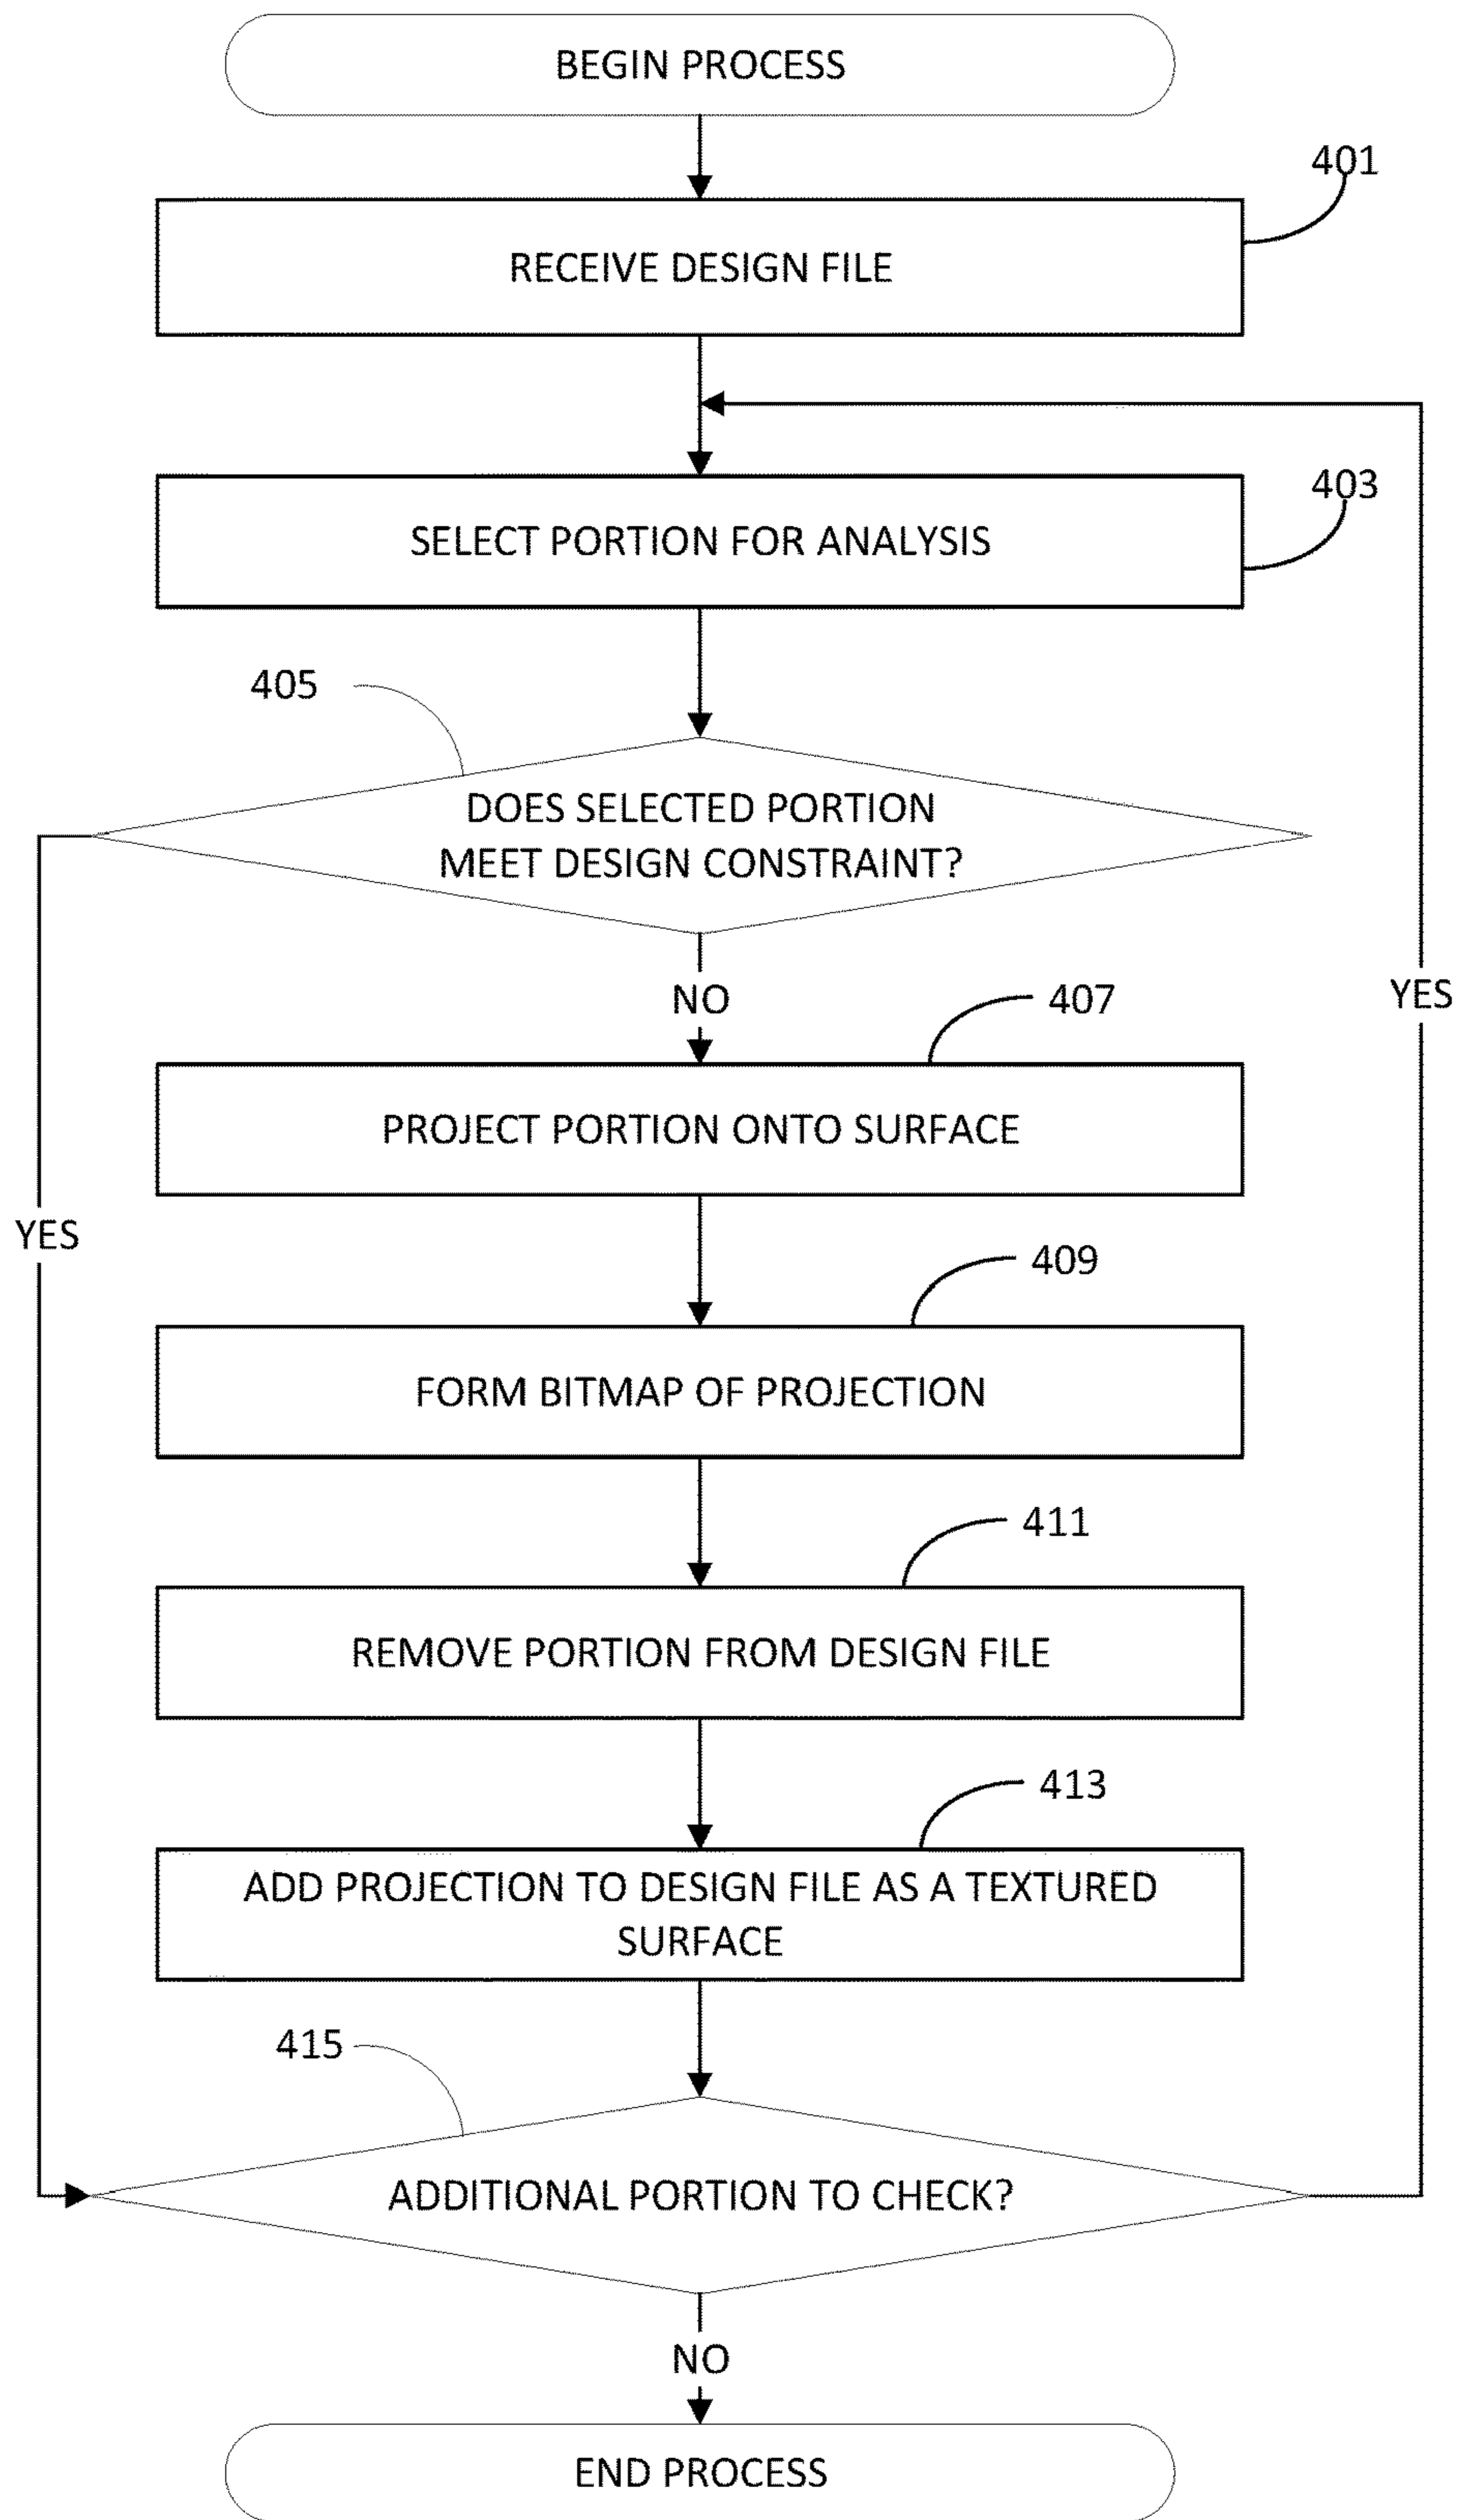 BEGIN PROCESS
401
RECEIVE DESIGN FILE
403
SELECT PORTION FOR ANALYSIS
405
DOES SELECTED PORTION
MEET DESIGN CONSTRAINT?
NO
YES
407
PROJECT PORTION ONTO SURFACE
YES
409
FORM BITMAP OF PROJECTION
411
REMOVE PORTION FROM DESIGN FILE
413
ADD PROJECTION TO DESIGN FILE AS A TEXTURED
SURFACE
415
ADDITIONAL PORTION TO CHECK?
NO
END PROCESS